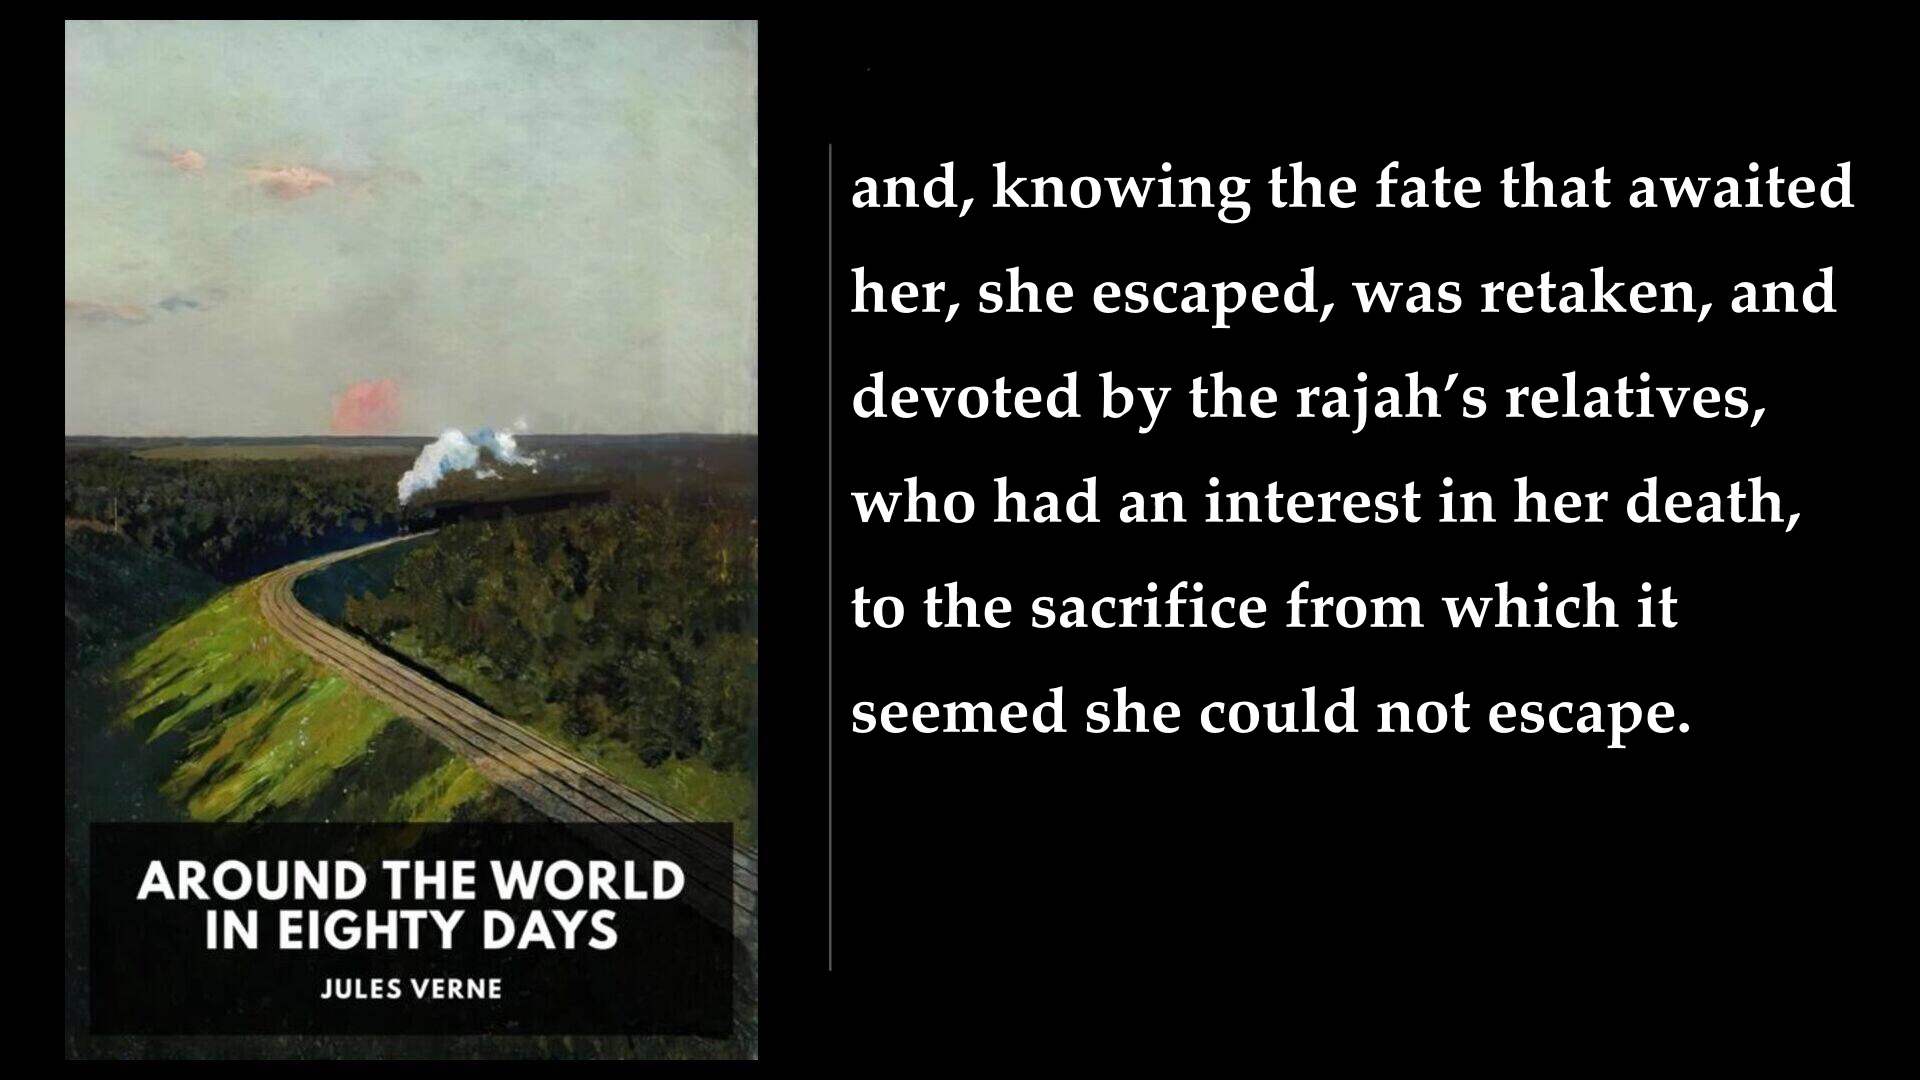 AROUND THE WORLD
IN EIGHTY DAYS
JULES VERNE
and, knowing the fate that awaited
her, she escaped, was retaken, and
devoted by the rajah’s relatives,
who had an interest in her death,
to the sacrifice from which it
seemed she could not escape.